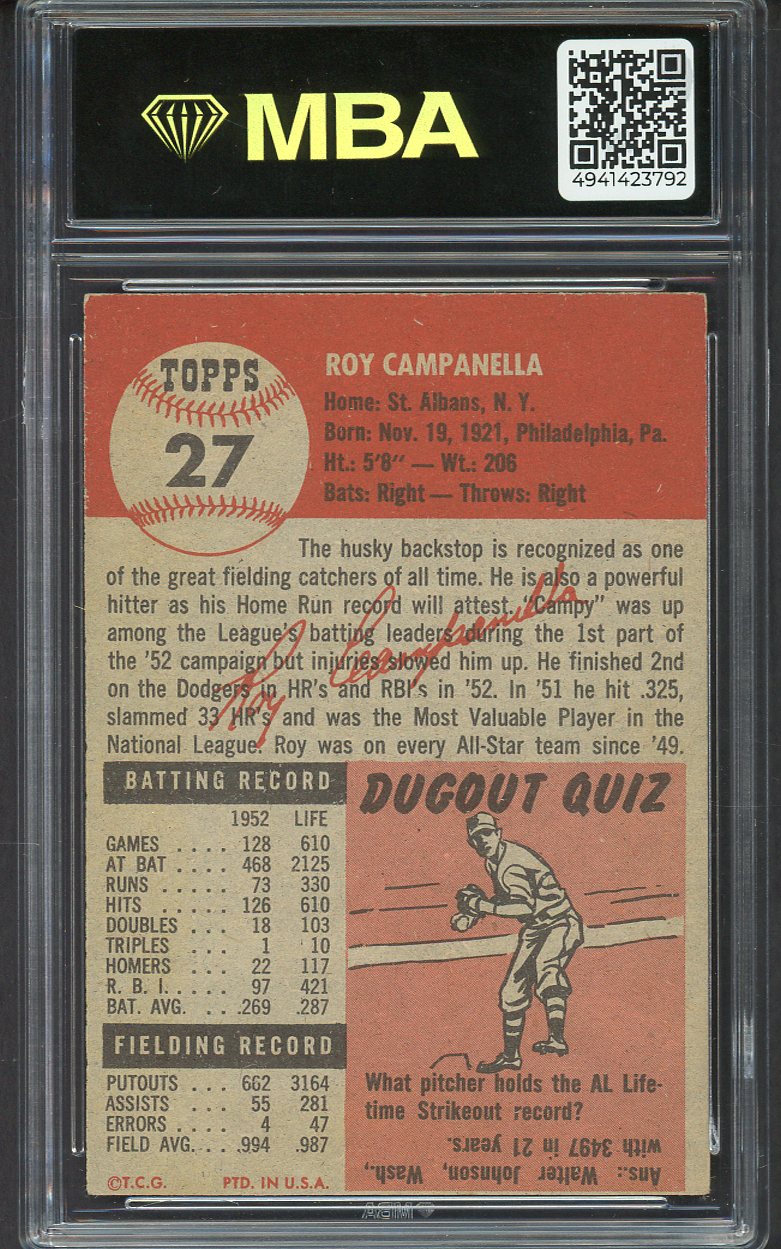 MBA
4941423792
TOPPS
27
ROY CAMPANELLA
Home: St. Albans, N. Y.
Born: Nov. 19, 1921, Philadelphia, Pa.
Ht.: 5'8" — Wt.: 206
Bats: Right — Throws: Right
The husky backstop is recognized as one
of the great fielding catchers of all time. He is also a powerful
hitter as his Home Run record will attest. "Campy" was up
among the League's batting leaders during the 1st part of
the '52 campaign but injuries slowed him up. He finished 2nd
on the Dodgers in HR's and RBI's in '52. In '51 he hit .325,
slammed 33 HR's and was the Most Valuable Player in the
National League. Roy was on every All-Star team since '49.
Roy Campanella
BATTING RECORD
1952 LIFE
GAMES .... 128 610
AT BAT .... 468 2125
RUNS ..... 73 330
HITS ..... 126 610
DOUBLES ... 18 103
TRIPLES ... 1 10
HOMERS ... 22 117
R. B. I. .... 97 421
BAT. AVG. ... .269 .287
FIELDING RECORD
PUTOUTS ... 662 3164
ASSISTS ... 55 281
ERRORS .... 4 47
FIELD AVG. ... .994 .987
©T.C.G. PTD. IN U.S.A.
DUGOUT QUIZ
What pitcher holds the AL Life-
time Strikeout record?
Ans.: Walter Johnson, Wash.,
with 3497 in 21 years.
MBA